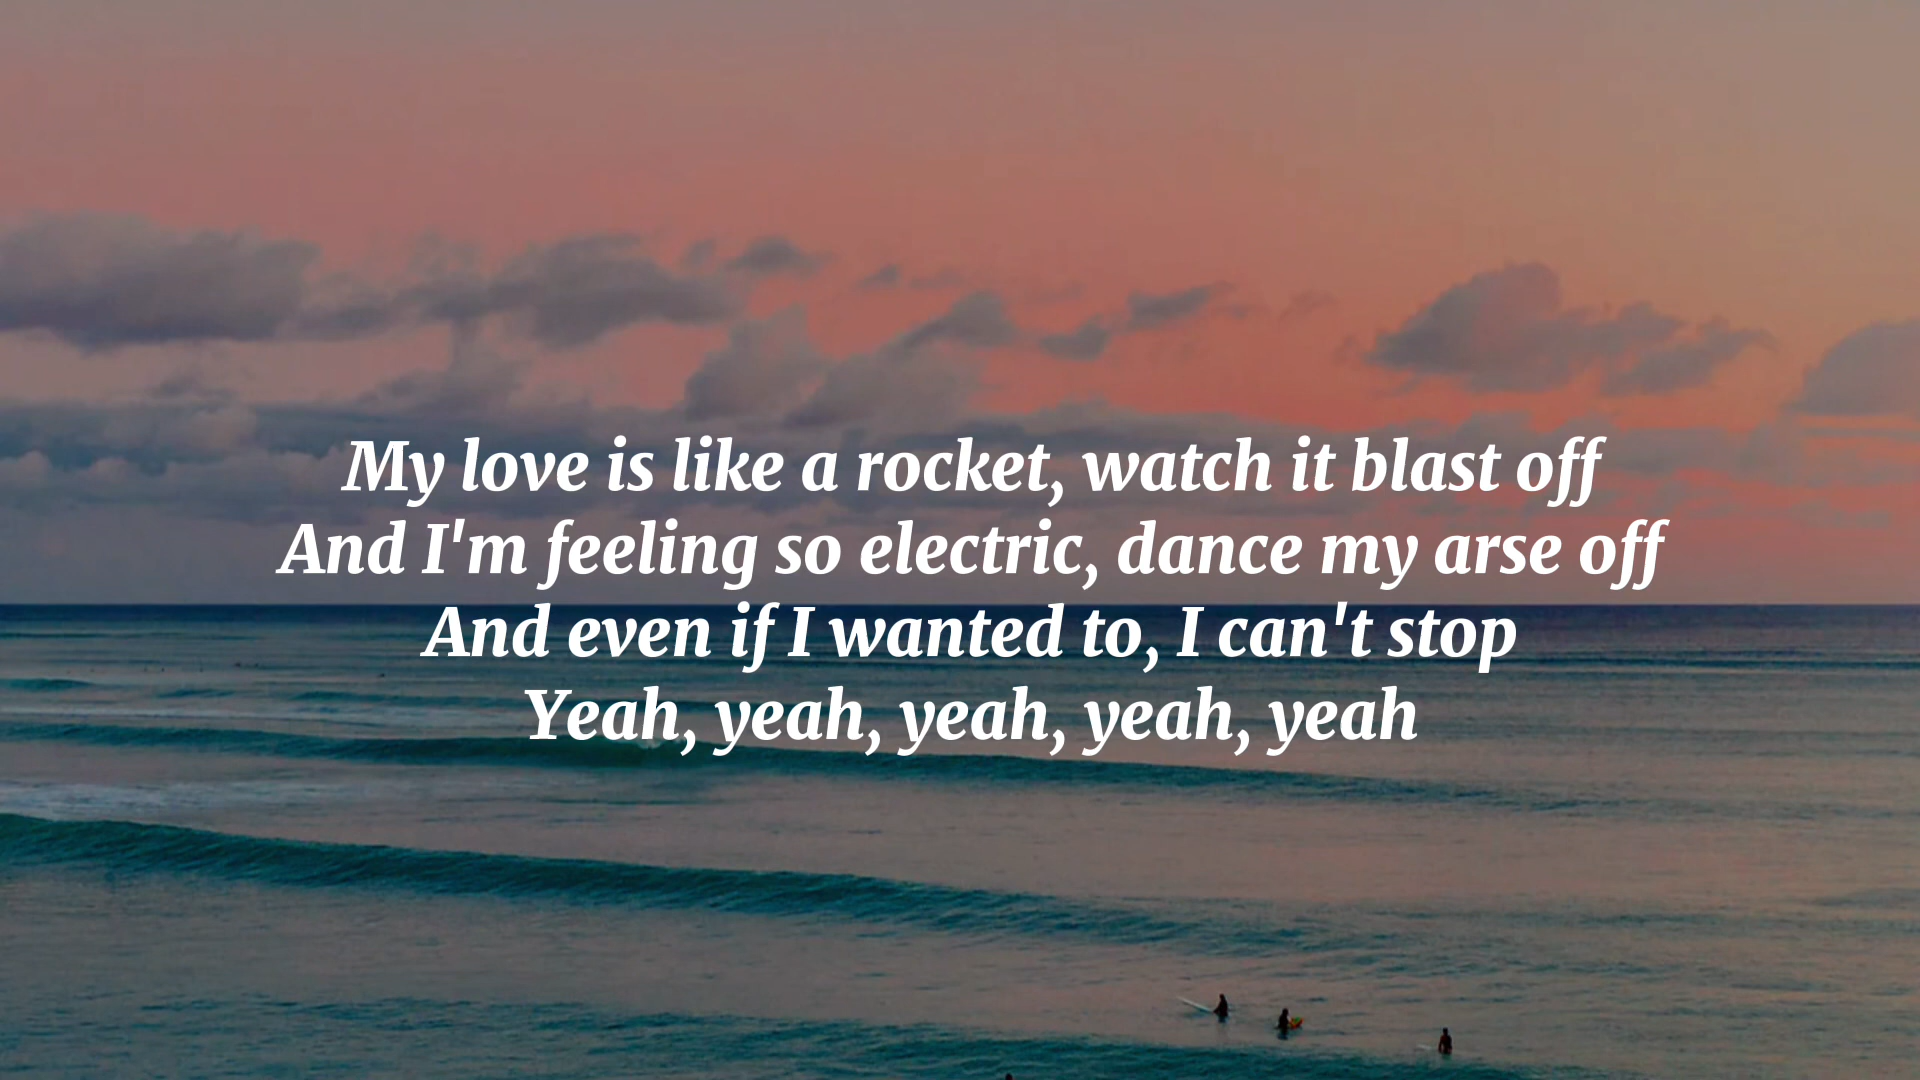 My love is like a rocket, watch it blast off
And I'm feeling so electric, dance my arse off
And even if I wanted to, I can't stop
Yeah, yeah, yeah, yeah, yeah